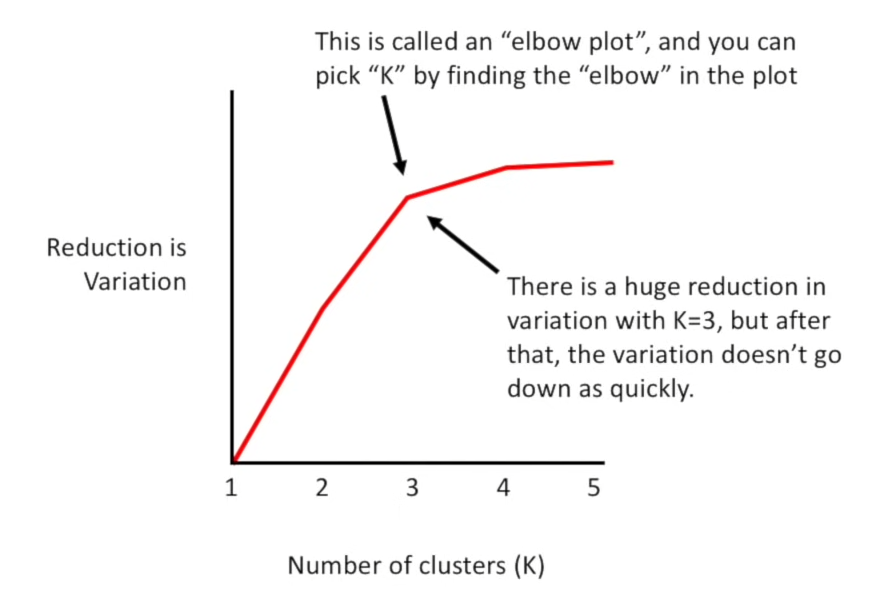 This is called an “elbow plot”, and you can
pick “K” by finding the “elbow” in the plot
Reduction is
Variation
There is a huge reduction in
variation with K=3, but after
that, the variation doesn’t go
down as quickly.
1 2 3 4 5
Number of clusters (K)